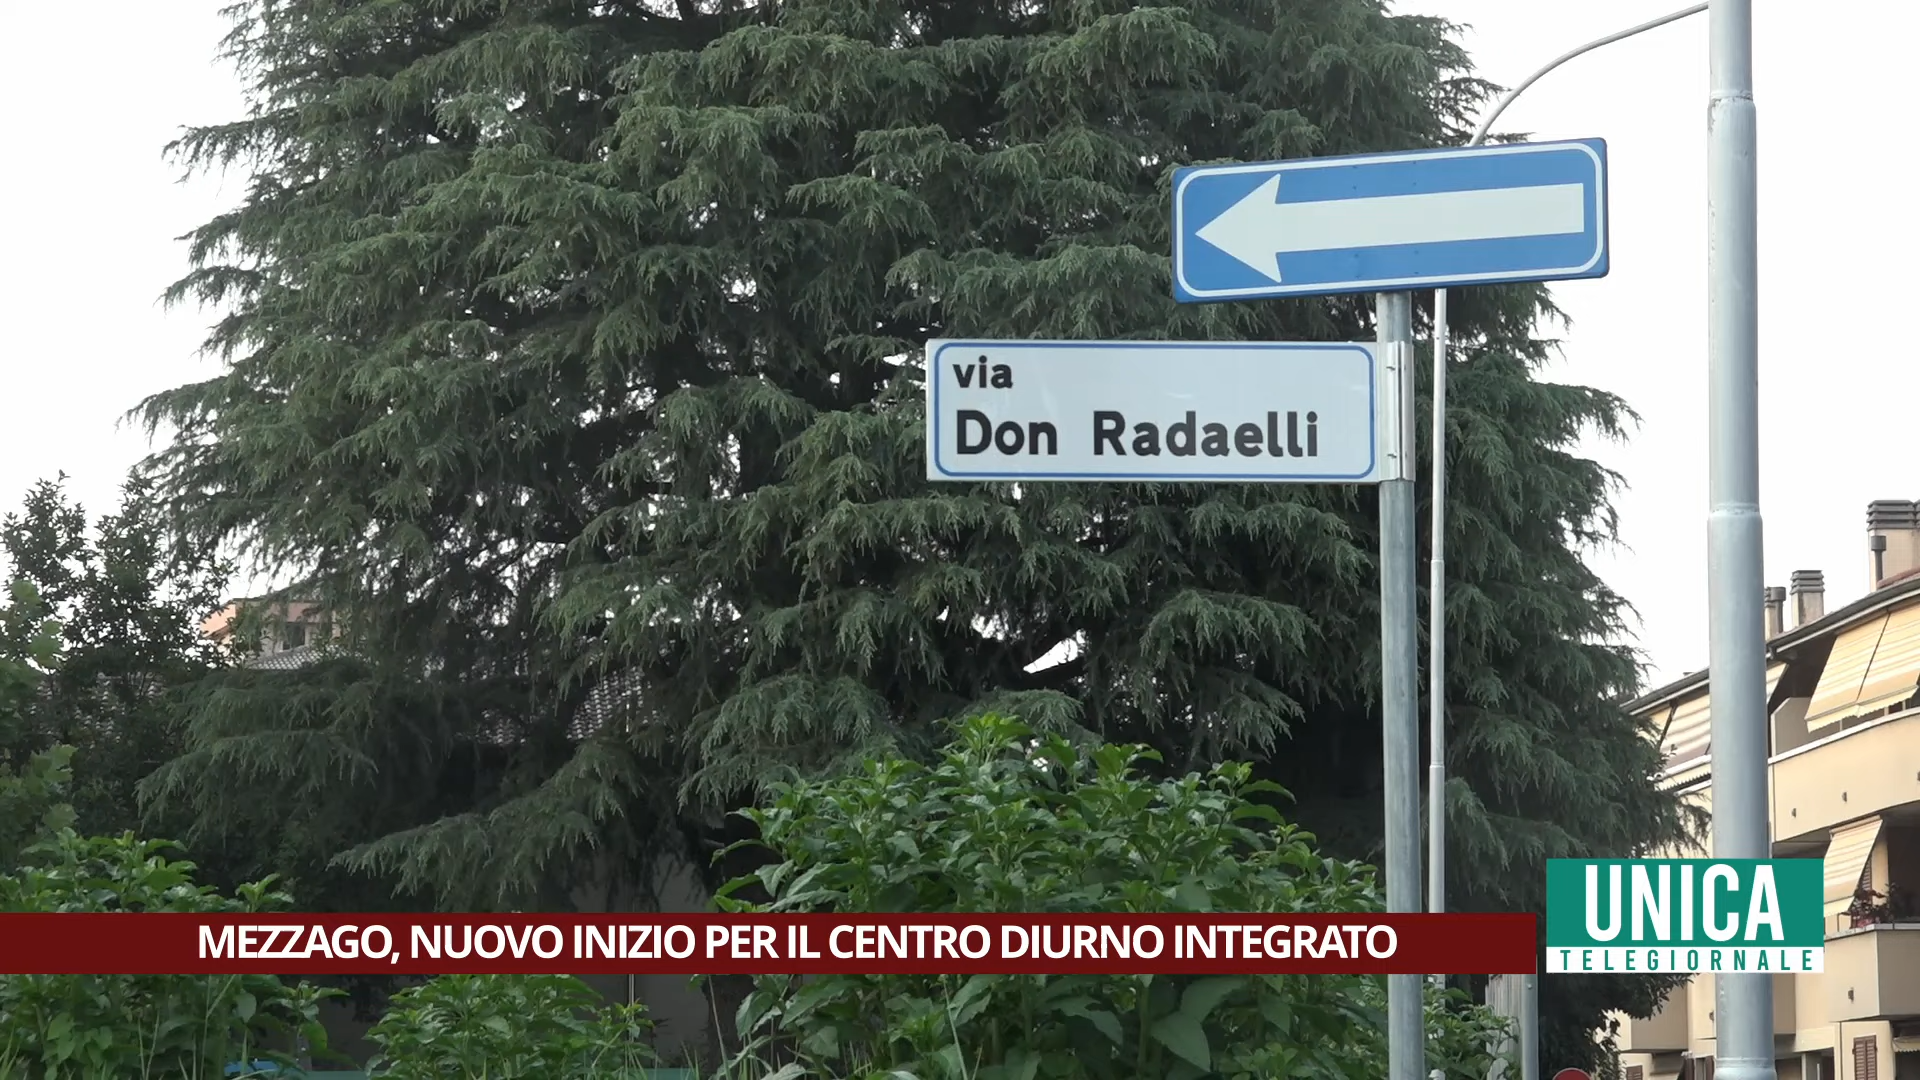 via
Don Radaelli
MEZZAGO, NUOVO INIZIO PER IL CENTRO DIURNO INTEGRATO
UNICA
TELEGIORNALE